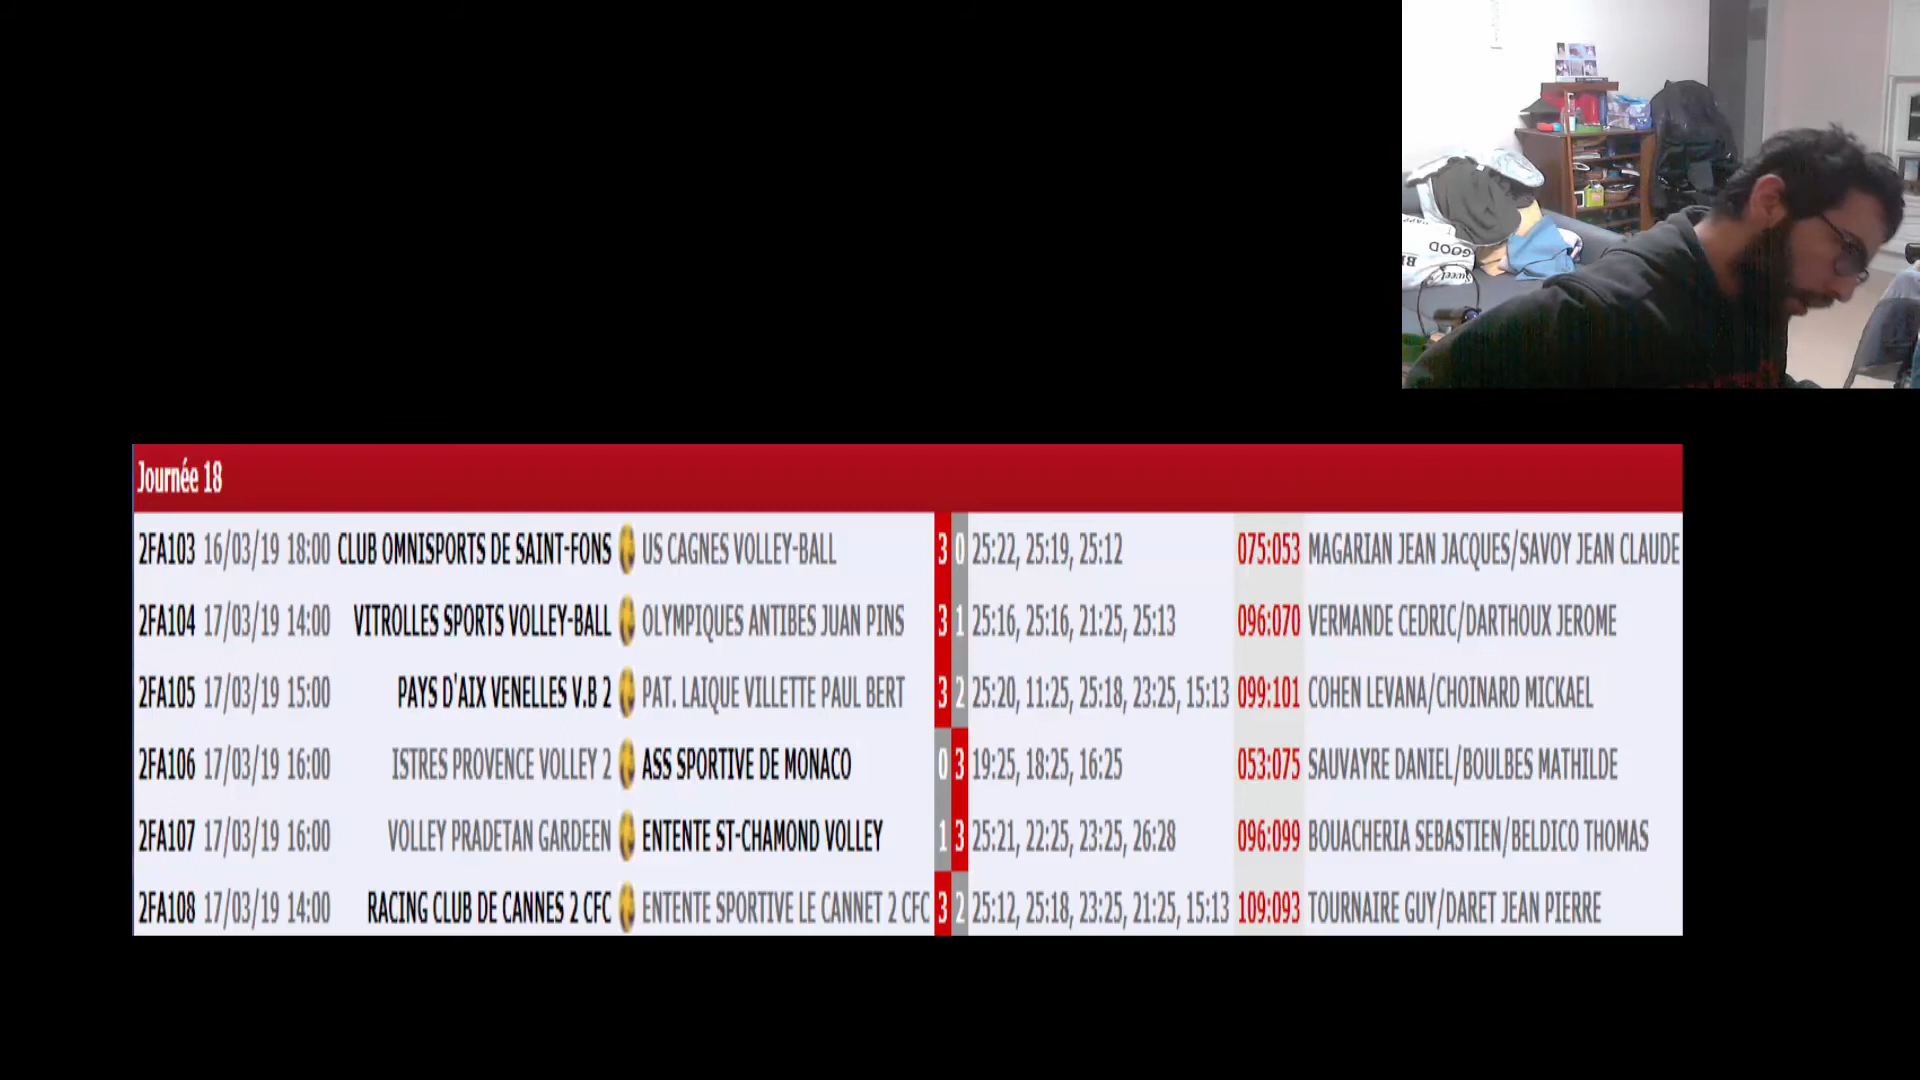 GOOD
Sweet
Journée 18
2FA103 16/03/19 18:00 CLUB OMNISPORTS DE SAINT-FONS US CAGNES VOLLEY-BALL 3 0 25:22, 25:19, 25:12 075:053 MAGARIAN JEAN JACQUES/SAVOY JEAN CLAUDE
2FA104 17/03/19 14:00 VITROLLES SPORTS VOLLEY-BALL OLYMPIQUES ANTIBES JUAN PINS 3 1 25:16, 25:16, 21:25, 25:13 096:070 VERMANDE CEDRIC/DARTHOUX JEROME
2FA105 17/03/19 15:00 PAYS D'AIX VENELLES V.B 2 PAT. LAIQUE VILLETTE PAUL BERT 3 2 25:20, 11:25, 25:18, 23:25, 15:13 099:101 COHEN LEVANA/CHOINARD MICKAEL
2FA106 17/03/19 16:00 ISTRES PROVENCE VOLLEY 2 ASS SPORTIVE DE MONACO 0 3 19:25, 18:25, 16:25 053:075 SAUVAYRE DANIEL/BOULBES MATHILDE
2FA107 17/03/19 16:00 VOLLEY PRADETAN GARDEEN ENTENTE ST-CHAMOND VOLLEY 1 3 25:21, 22:25, 23:25, 26:28 096:099 BOUACHERIA SEBASTIEN/BELDICO THOMAS
2FA108 17/03/19 14:00 RACING CLUB DE CANNES 2 CFC ENTENTE SPORTIVE LE CANNET 2 CFC 3 2 25:12, 25:18, 23:25, 21:25, 15:13 109:093 TOURNAIRE GUY/DARET JEAN PIERRE